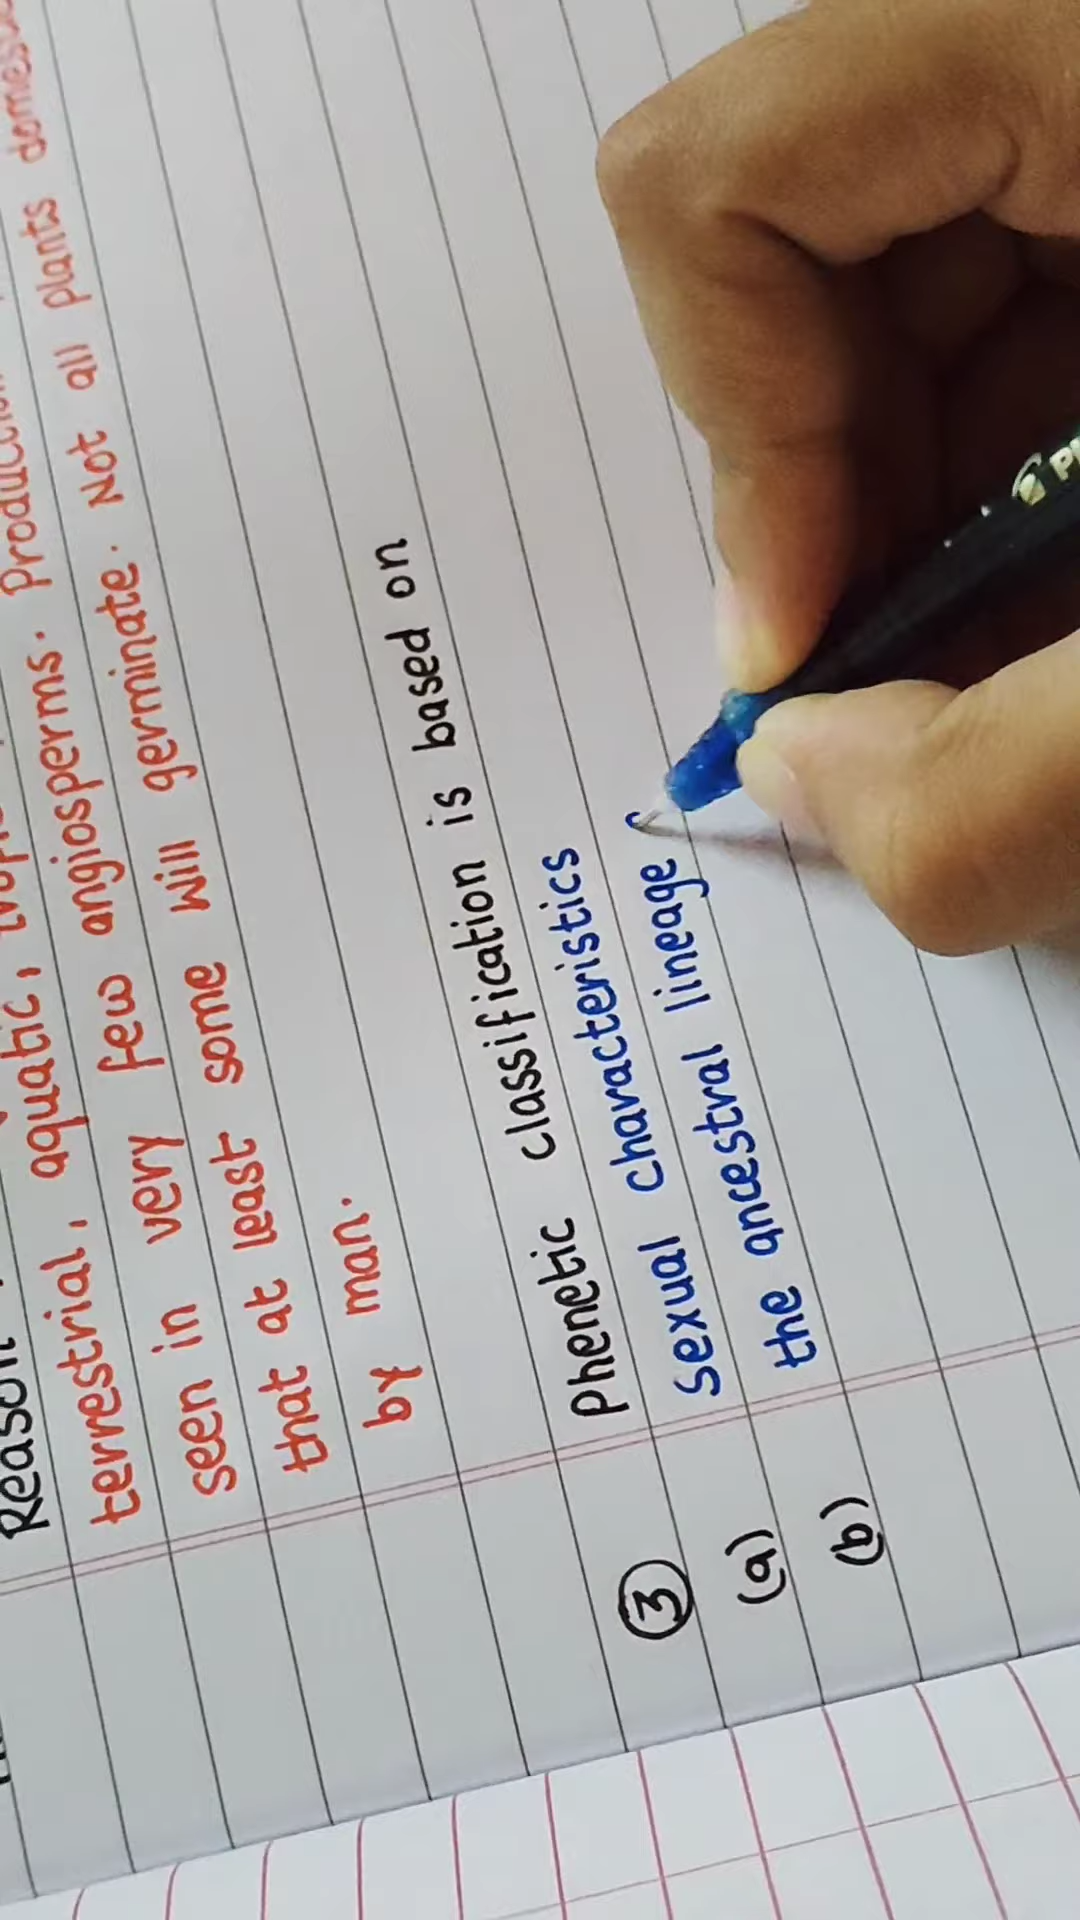 Reason
terrestrial, aquatic,
seen in very few angiosperms.
that at least some will germinate. Not all plants
by man.
③ Phenetic classification is based on
(a) sexual characteristics
(b) the ancestral lineage